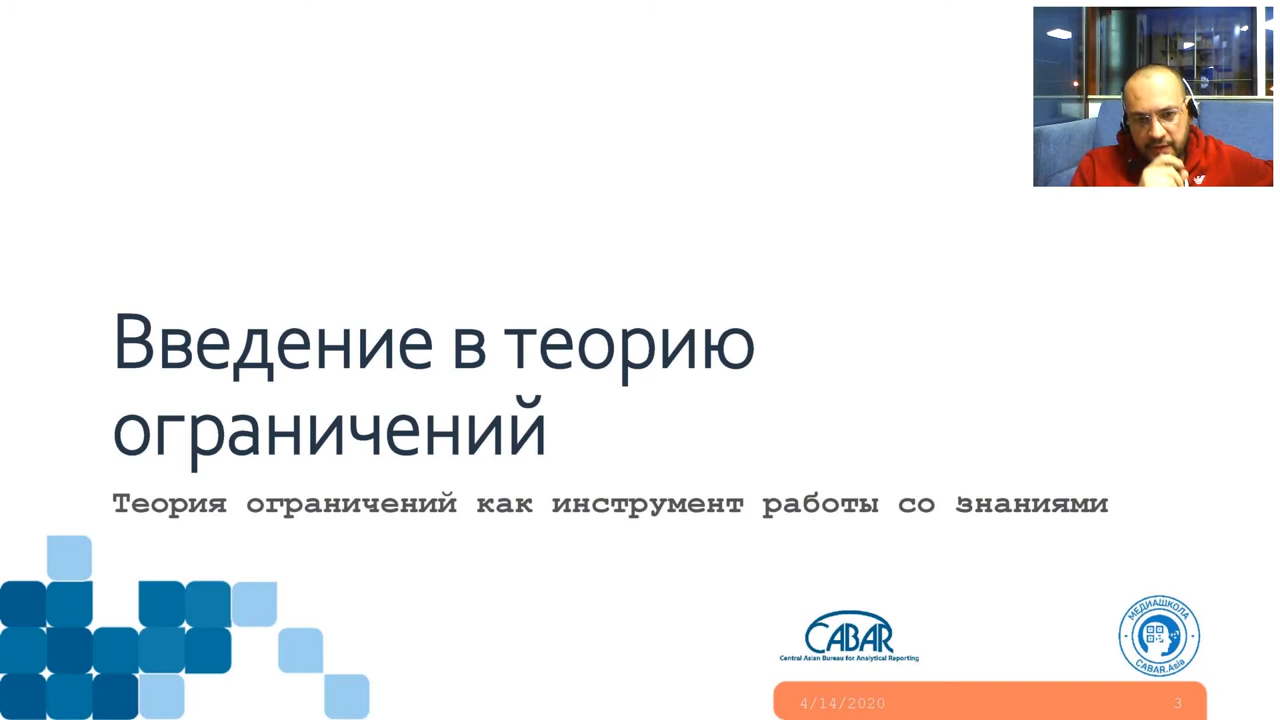 Введение в теорию
ограничений
Теория ограничений как инструмент работы со знаниями
CABAR
Central Asian Bureau for Analytical Reporting
МЕДИАШКОЛА
CABAR.Asia
4/14/2020
3